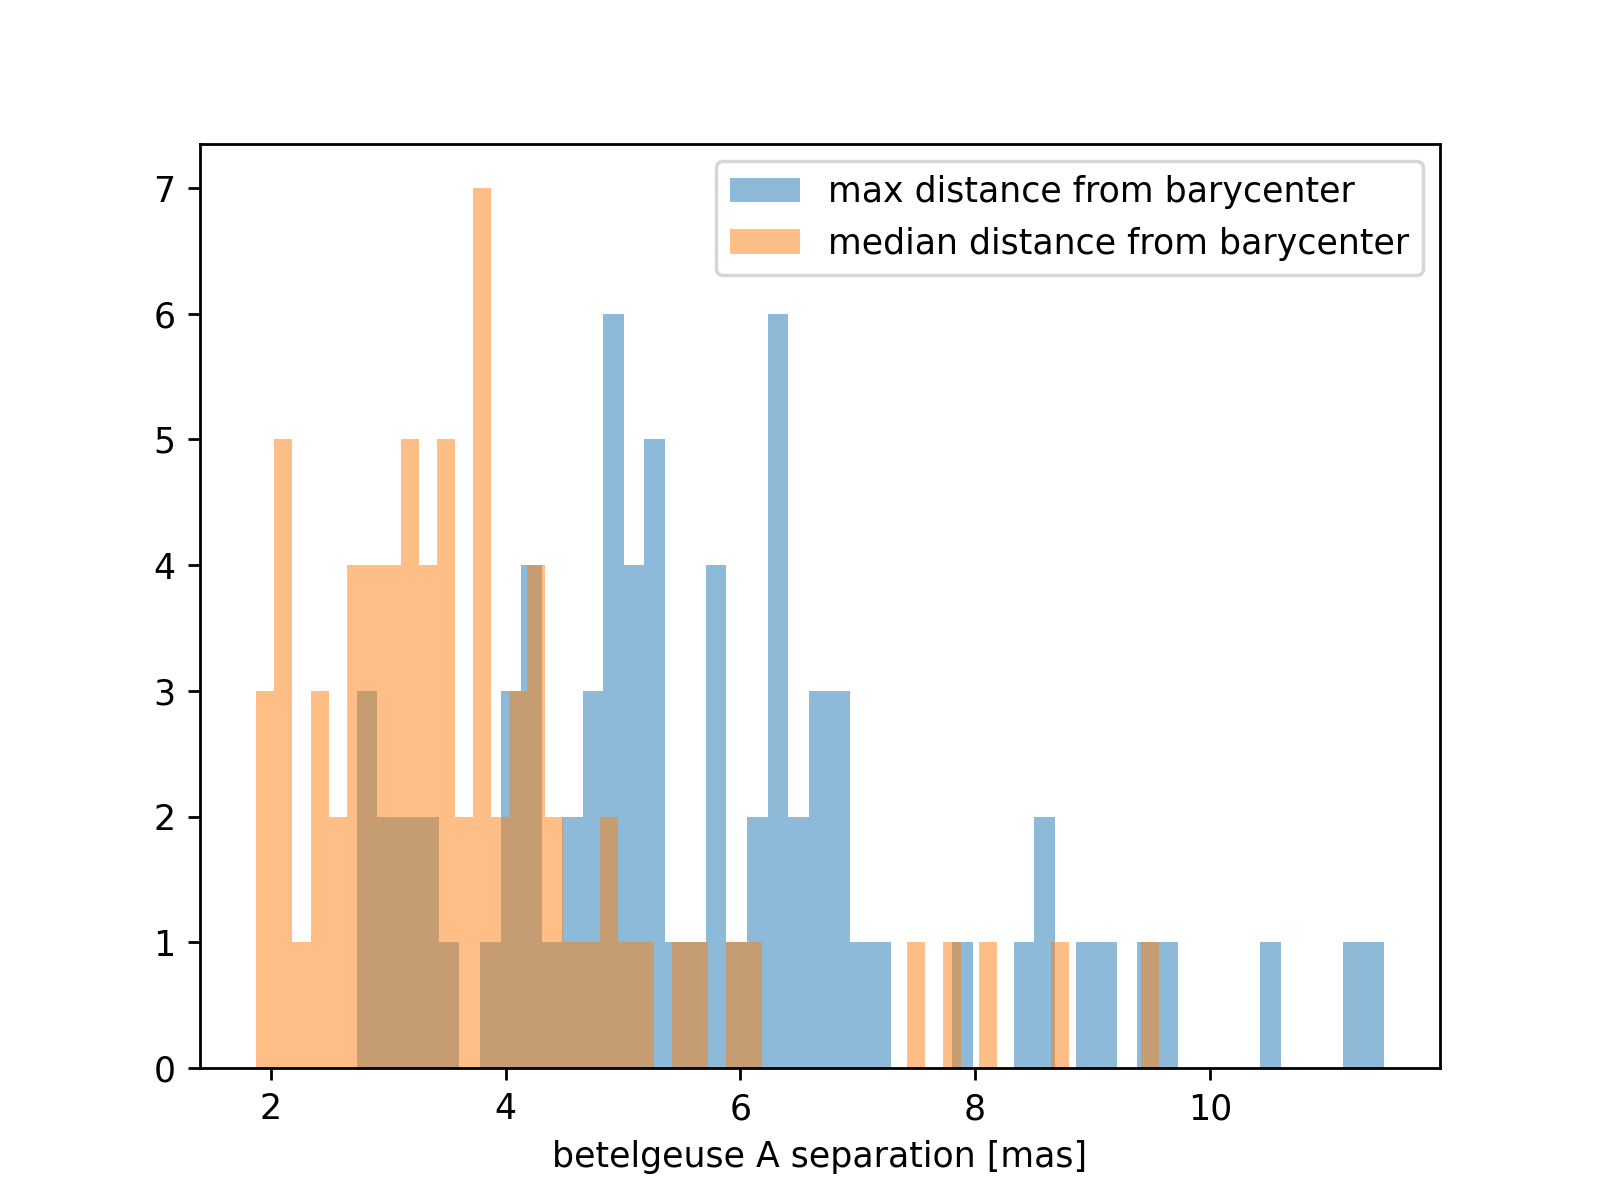 max distance from barycenter
median distance from barycenter
7
6
5
4
3
2
1
0
2 4 6 8 10
betelgeuse A separation [mas]